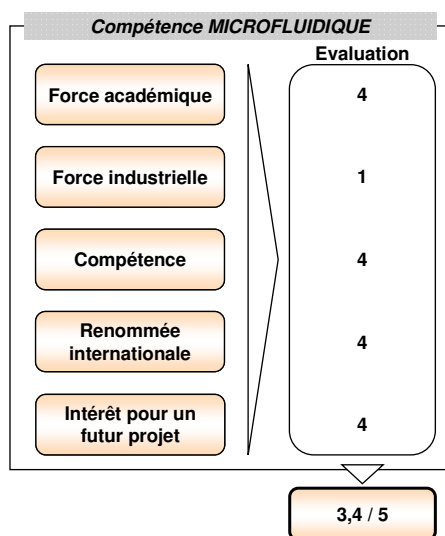 Compétence MICROFLUIDIQUE
Evaluation
Force académique
4
Force industrielle
1
Compétence
4
Renommée
internationale
4
Intérêt pour un
futur projet
4
3,4 / 5